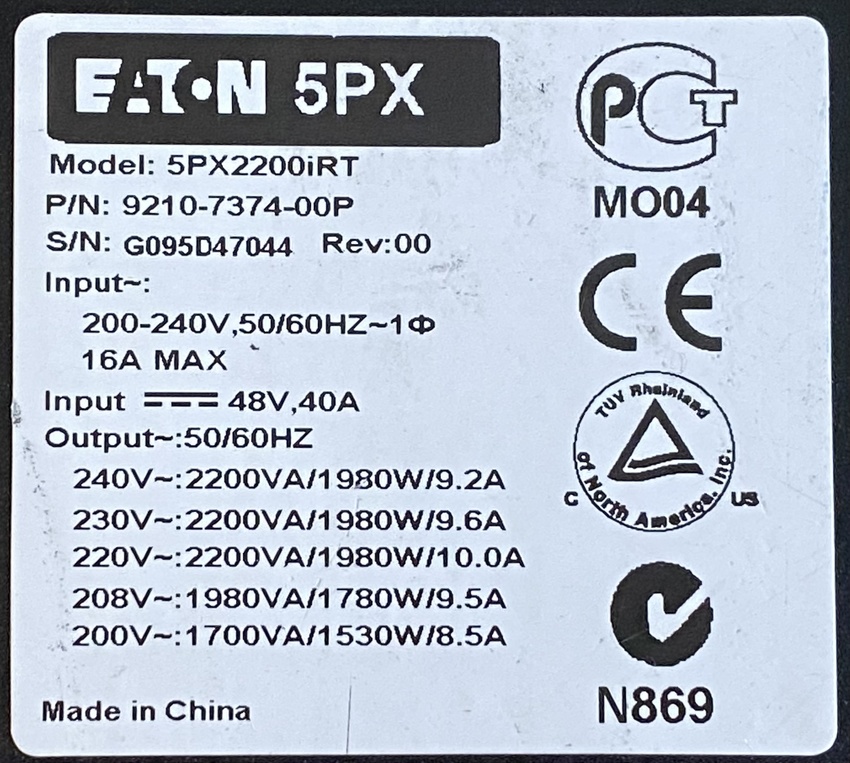 EATON 5PX
Model: 5PX2200iRT
P/N: 9210-7374-00P
S/N: G095D47044 Rev:00
Input~:
200-240V,50/60HZ~1Φ
16A MAX
Input ⎓ 48V,40A
Output~:50/60HZ
240V~:2200VA/1980W/9.2A
230V~:2200VA/1980W/9.6A
220V~:2200VA/1980W/10.0A
208V~:1980VA/1780W/9.5A
200V~:1700VA/1530W/8.5A
Made in China
PCT
MO04
CE
TUV Rheinland
of North America, Inc.
C US
N869